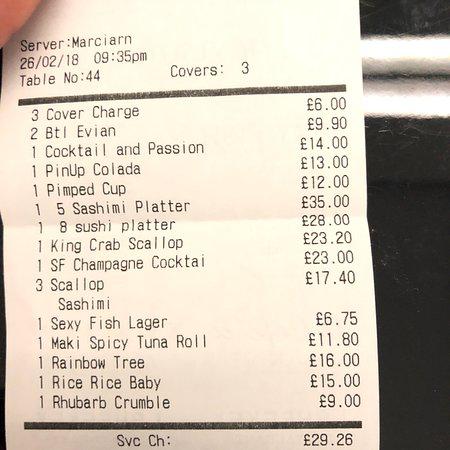 Server:Marciarn
26/02/18 09:35pm
Table No:44 Covers: 3
3 Cover Charge £6.00
2 Btl Evian £9.90
1 Cocktail and Passion £14.00
1 PinUp Colada £13.00
1 Pimped Cup £12.00
1 5 Sashimi Platter £35.00
1 8 sushi platter £28.00
1 King Crab Scallop £23.20
1 SF Champagne Cocktai £23.00
3 Scallop £17.40
Sashimi
1 Sexy Fish Lager £6.75
1 Maki Spicy Tuna Roll £11.80
1 Rainbow Tree £16.00
1 Rice Rice Baby £15.00
1 Rhubarb Crumble £9.00
Svc Ch: £29.26